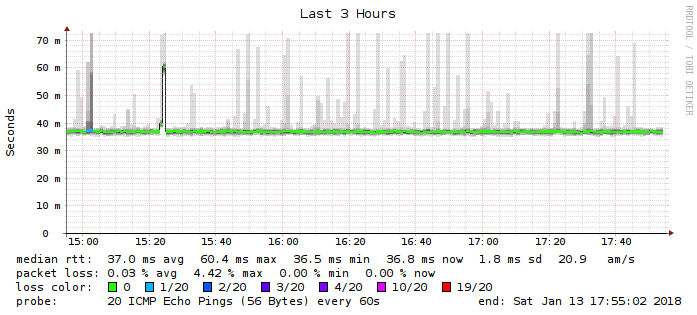 Last 3 Hours
RRDTOOL / TOBI OETIKER
Seconds
70 m
60 m
50 m
40 m
30 m
20 m
10 m
0
15:00 15:20 15:40 16:00 16:20 16:40 17:00 17:20 17:40
median rtt: 37.0 ms avg 60.4 ms max 36.5 ms min 36.8 ms now 1.8 ms sd 20.9 am/s
packet loss: 0.03 % avg 4.42 % max 0.00 % min 0.00 % now
loss color: 0 1/20 2/20 3/20 4/20 10/20 19/20
probe: 20 ICMP Echo Pings (56 Bytes) every 60s end: Sat Jan 13 17:55:02 2018